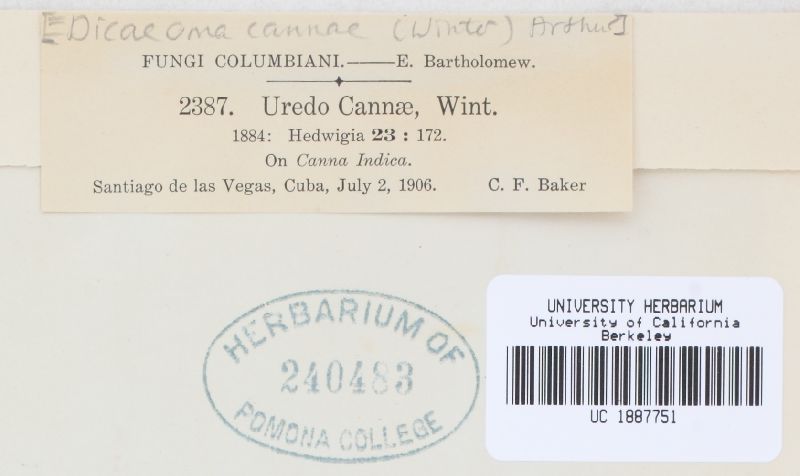 [Dicaeoma cannae (Winter) Arthur]
FUNGI COLUMBIANI.——E. Bartholomew.
2387. Uredo Cannæ, Wint.
1884: Hedwigia 23 : 172.
On Canna Indica.
Santiago de las Vegas, Cuba, July 2, 1906. C. F. Baker
HERBARIUM OF
240483
POMONA COLLEGE
UNIVERSITY HERBARIUM
University of California
Berkeley
UC 1887751